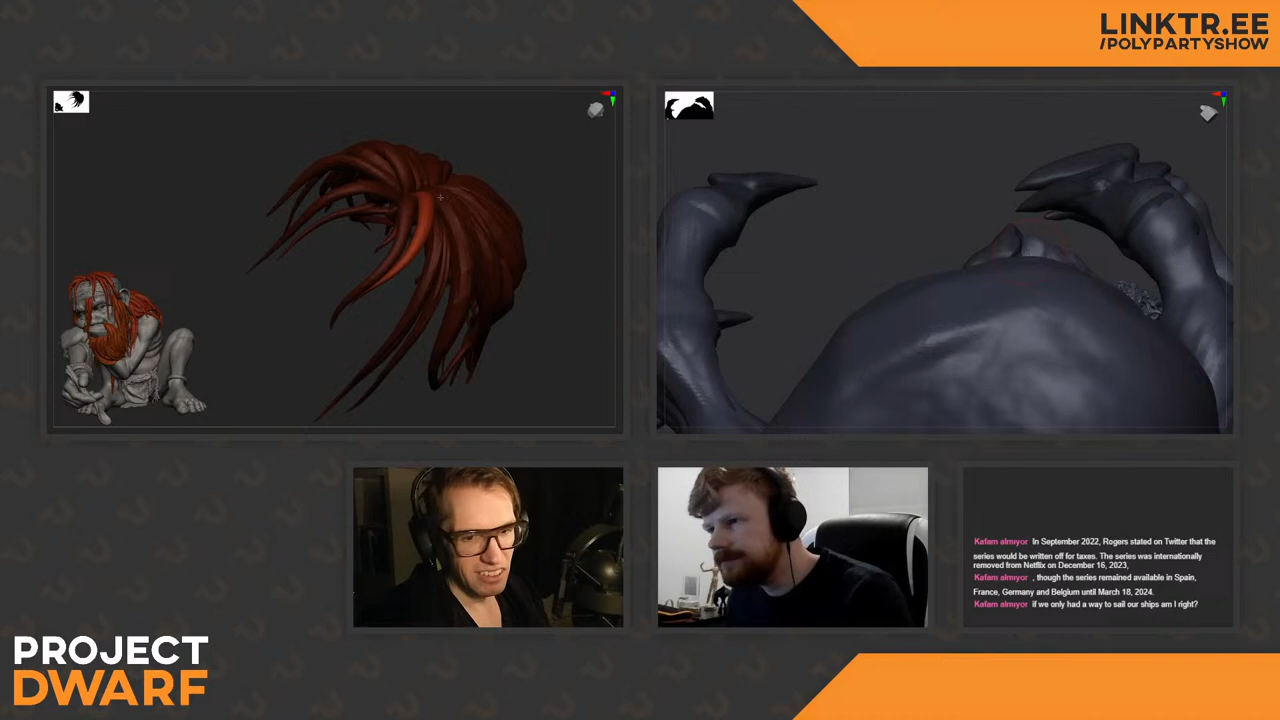 LINKTR.EE
/POLYPARTYSHOW
Kafam almıyor In September 2022, Rogers stated on Twitter that the
series would be written off for taxes. The series was internationally
removed from Netflix on December 16, 2023,
Kafam almıyor , though the series remained available in Spain,
France, Germany and Belgium until March 18, 2024.
Kafam almıyor if we only had a way to sail our ships am I right?
PROJECT
DWARF